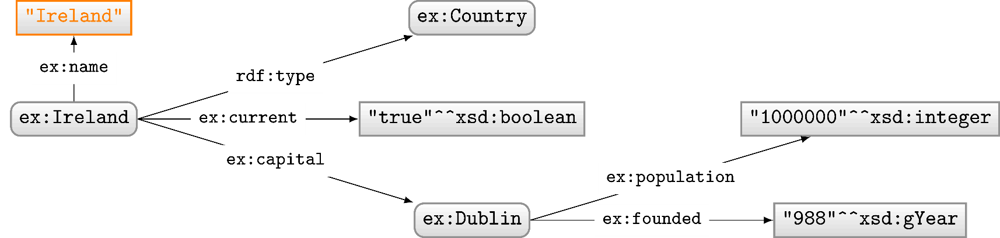 "Ireland"
ex:Country
ex:name
rdf:type
ex:Ireland
ex:current
"true"^^xsd:boolean
"1000000"^^xsd:integer
ex:capital
ex:population
ex:Dublin
ex:founded
"988"^^xsd:gYear